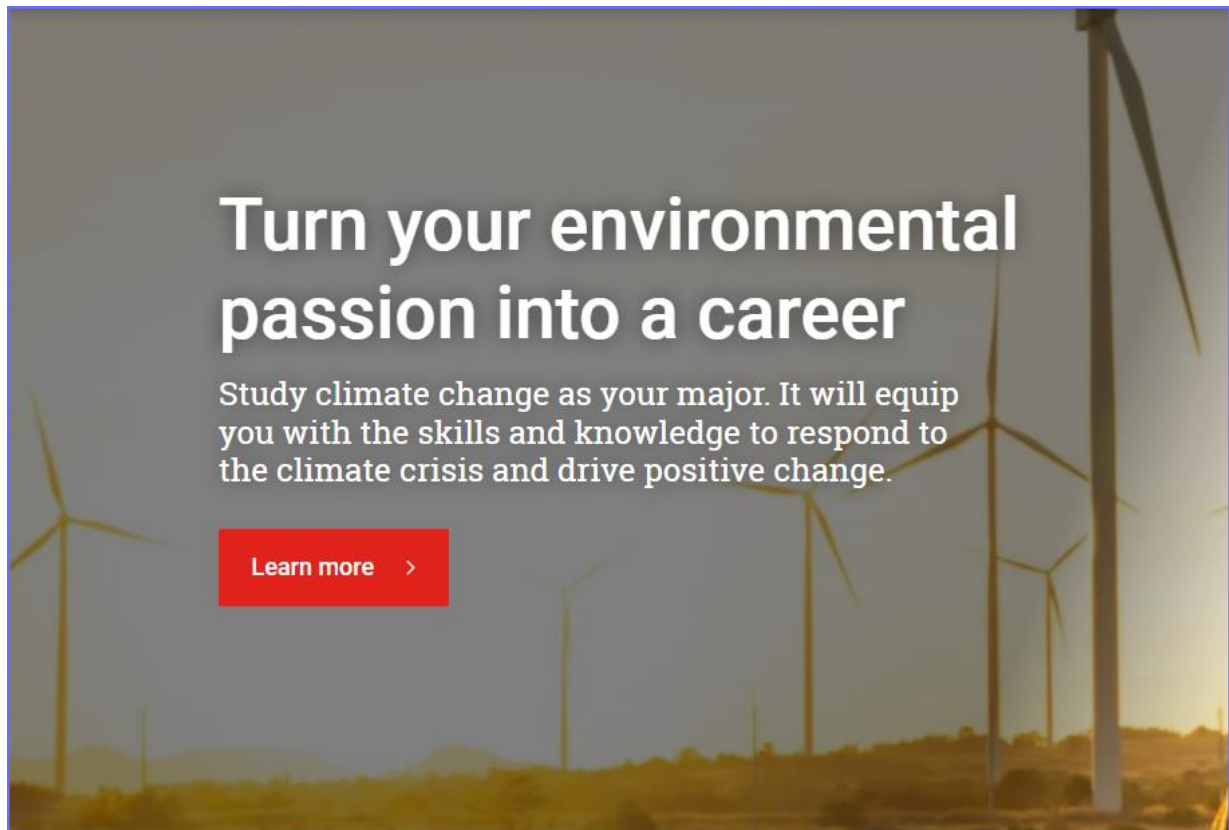 Turn your environmental
passion into a career
Study climate change as your major. It will equip
you with the skills and knowledge to respond to
the climate crisis and drive positive change.
Learn more